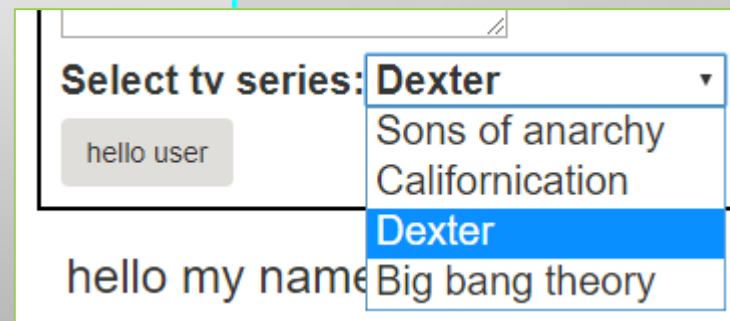 Select tv series: Dexter
Sons of anarchy
hello user
Californication
Dexter
hello my name
Big bang theory